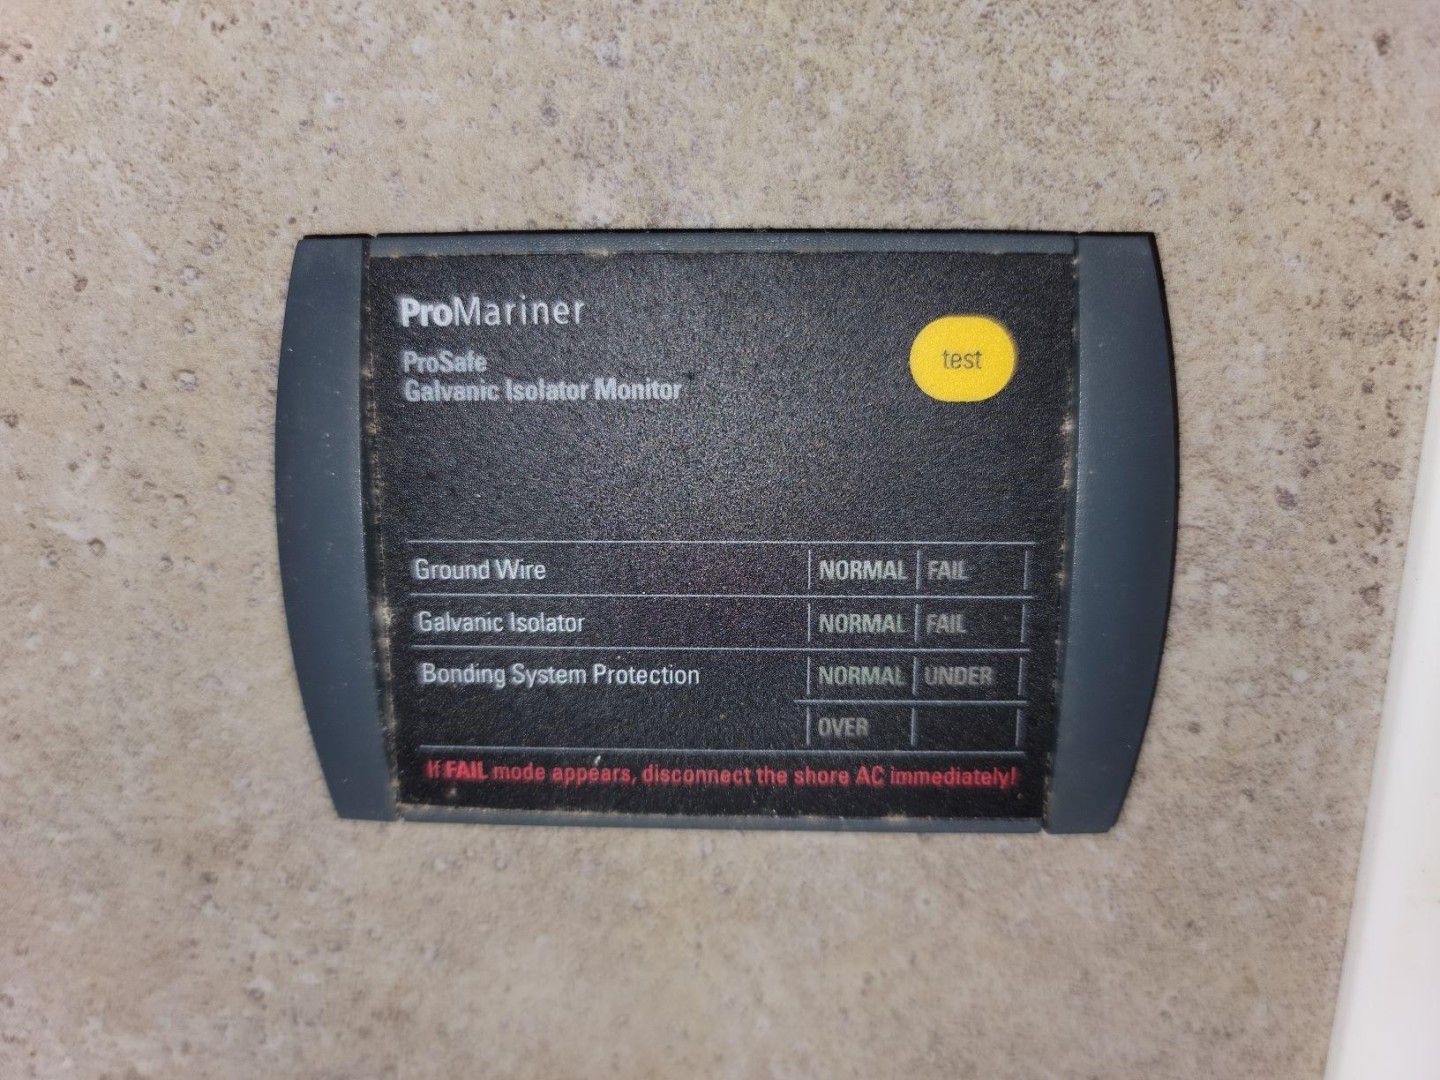 ProMariner
test
ProSafe
Galvanic Isolator Monitor
Ground Wire NORMAL FAIL
Galvanic Isolator NORMAL FAIL
Bonding System Protection NORMAL UNDER
OVER
If FAIL mode appears, disconnect the shore AC immediately!